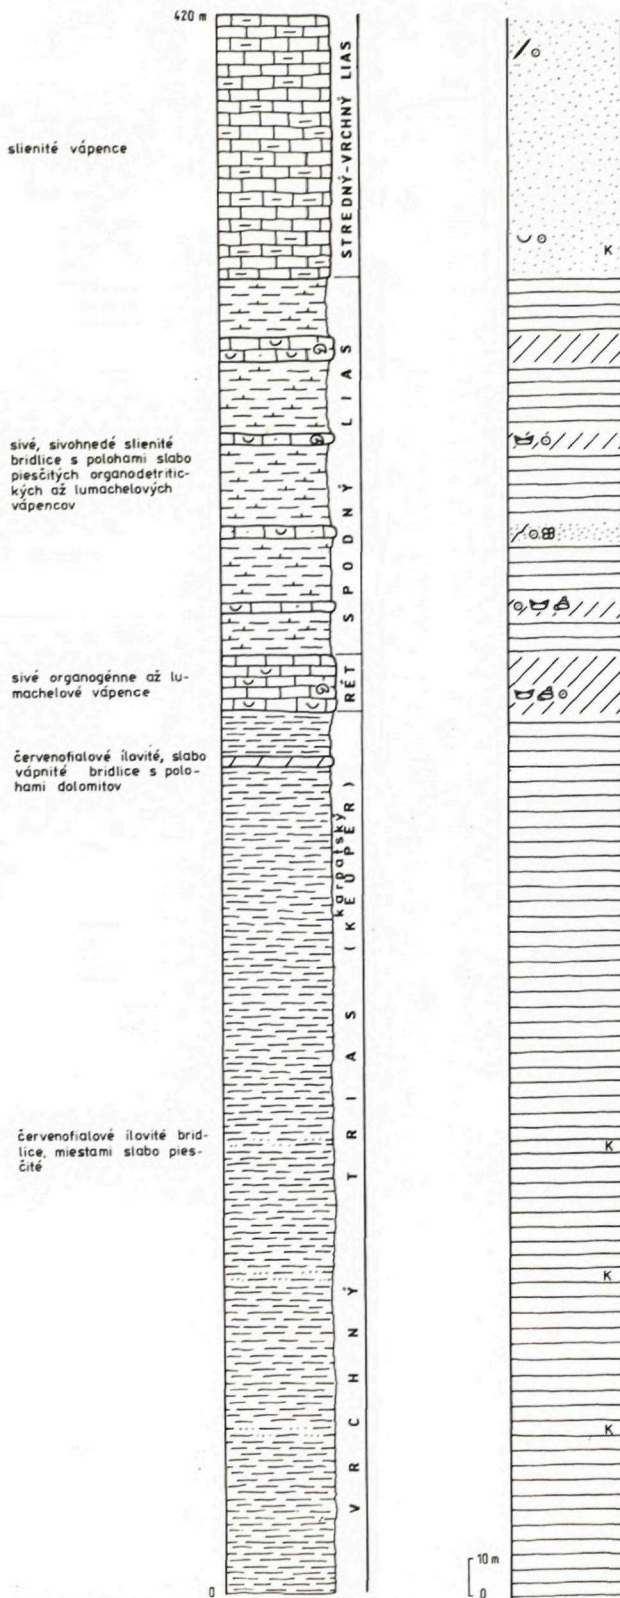 420 m
slienité vápence
STREDNÝ-VRCHNÝ LIAS
K
sivé, sivohnedé slienité
bridlice s polohami slabo
piesčitých organodetritic-
kých až lumachelových
vápencov
SPODNÝ LIAS
sivé organogénne až lu-
machelové vápence
RÉT
červenofialové ílovité, slabo
vápnité bridlice s polo-
hami dolomitov
karpatský
VRCHNÝ TRIAS (KEUPER)
červenofialové ílovité brid-
lice, miestami slabo pies-
čité
K
K
K
10 m
0
0